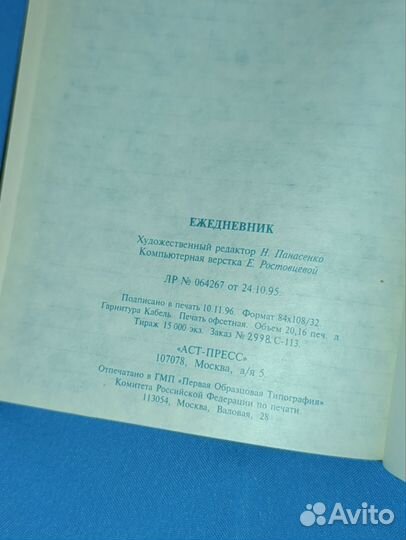 ЕЖЕДНЕВНИК
Художественный редактор Н. Панасенко
Компьютерная верстка Е. Ростовцевой
ЛР № 064267 от 24.10.95.
Подписано в печать 10.11.96. Формат 84х108/32.
Гарнитура Кабель. Печать офсетная. Объем 20,16 печ. л.
Тираж 15 000 экз. Заказ № 2998. С-113.
«АСТ-ПРЕСС»
107078, Москва, а/я 5.
Отпечатано в ГМП «Первая Образцовая Типография»
Комитета Российской Федерации по печати.
113054, Москва, Валовая, 28
Avito